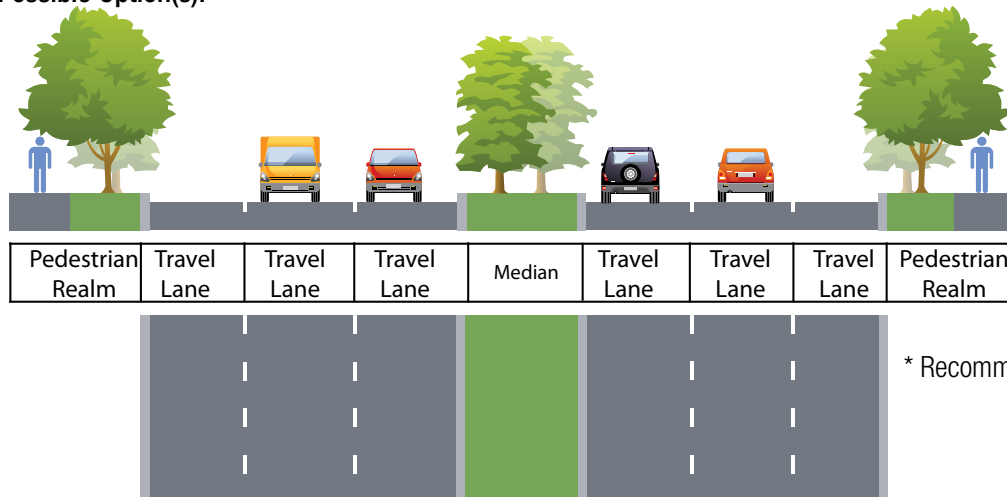 Possible Option(s):
Pedestrian
Realm
Travel
Lane
Travel
Lane
Travel
Lane
Median
Travel
Lane
Travel
Lane
Travel
Lane
Pedestrian
Realm
* Recomm